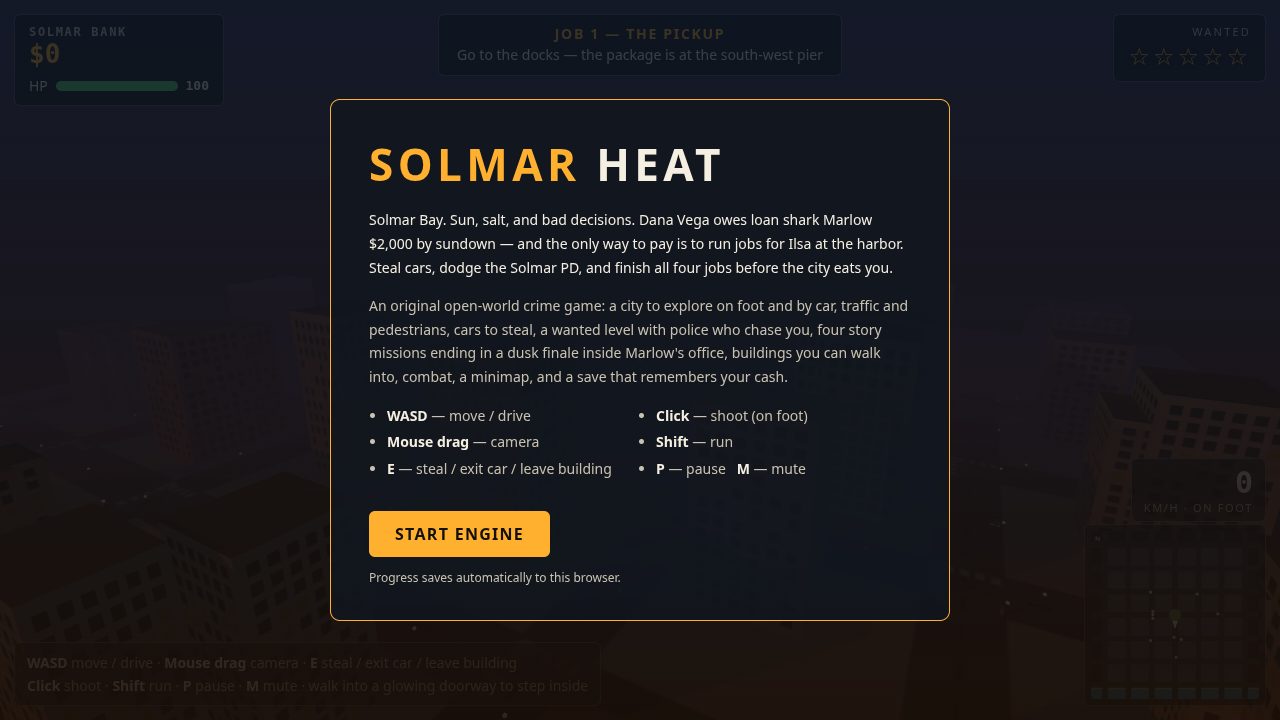 SOLMAR BANK
$0
HP 100
JOB 1 — THE PICKUP
Go to the docks — the package is at the south-west pier
WANTED
SOLMAR HEAT
Solmar Bay. Sun, salt, and bad decisions. Dana Vega owes loan shark Marlow
$2,000 by sundown — and the only way to pay is to run jobs for Ilsa at the harbor.
Steal cars, dodge the Solmar PD, and finish all four jobs before the city eats you.
An original open-world crime game: a city to explore on foot and by car, traffic and
pedestrians, cars to steal, a wanted level with police who chase you, four story
missions ending in a dusk finale inside Marlow's office, buildings you can walk
into, combat, a minimap, and a save that remembers your cash.
WASD — move / drive
Mouse drag — camera
E — steal / exit car / leave building
Click — shoot (on foot)
Shift — run
P — pause M — mute
START ENGINE
Progress saves automatically to this browser.
0
KM/H · ON FOOT
N
WASD move / drive · Mouse drag camera · E steal / exit car / leave building
Click shoot · Shift run · P pause · M mute · walk into a glowing doorway to step inside